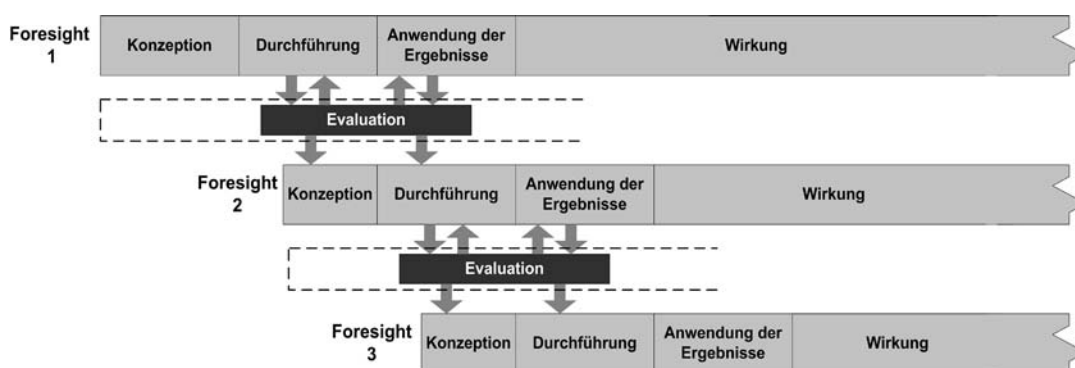 Foresight
1
Konzeption
Durchführung
Anwendung der
Ergebnisse
Wirkung
Evaluation
Foresight
2
Konzeption
Durchführung
Anwendung der
Ergebnisse
Wirkung
Evaluation
Foresight
3
Konzeption
Durchführung
Anwendung der
Ergebnisse
Wirkung